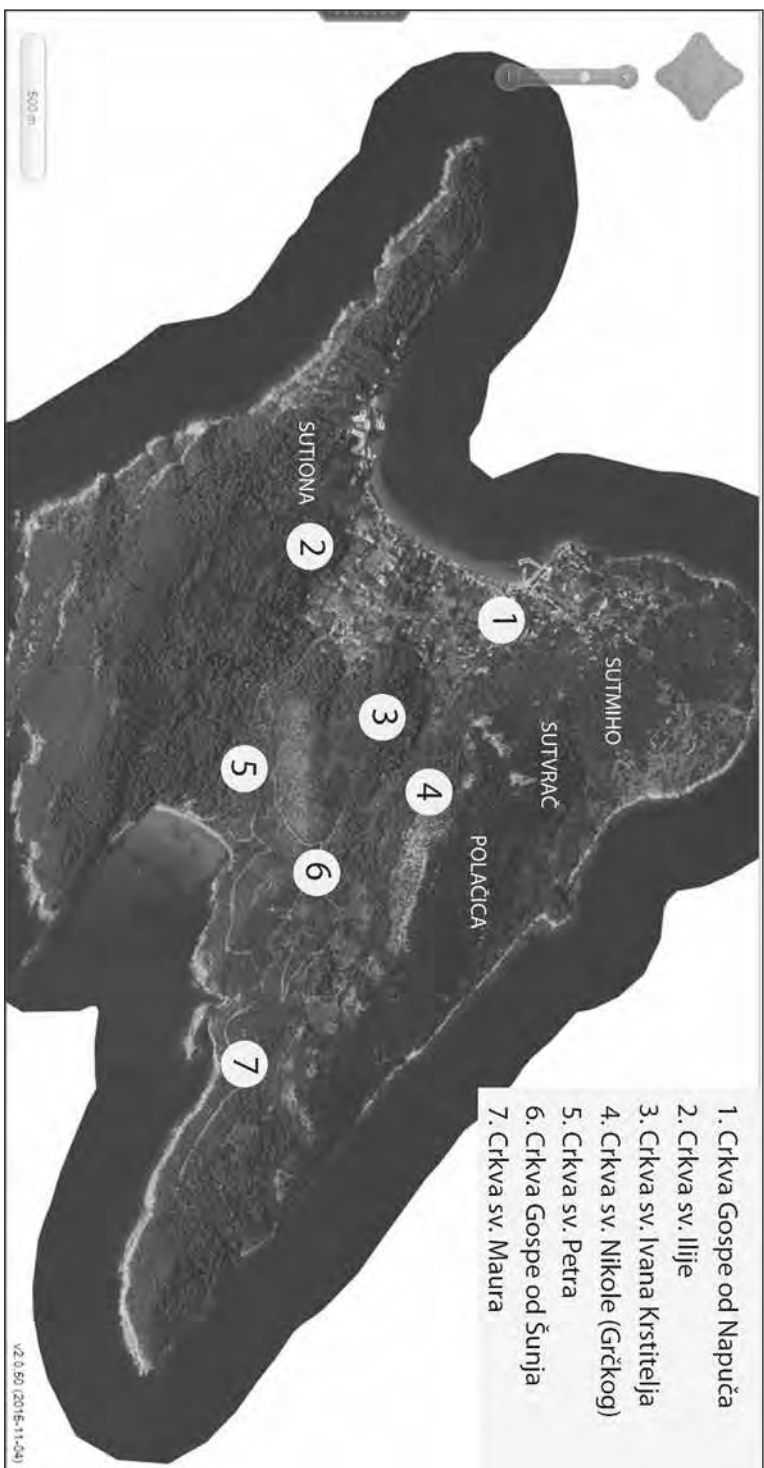 1. Crkva Gospe od Napuča
2. Crkva sv. Ilije
3. Crkva sv. Ivana Krstitelja
4. Crkva sv. Nikole (Grčkog)
5. Crkva sv. Petra
6. Crkva Gospe od Šunja
7. Crkva sv. Maura
SUTMIHO
SUTVRAČ
POLAČICA
SUTIONA
1
2
3
4
5
6
7
500 m
v2.0.60 (2016-11-04)